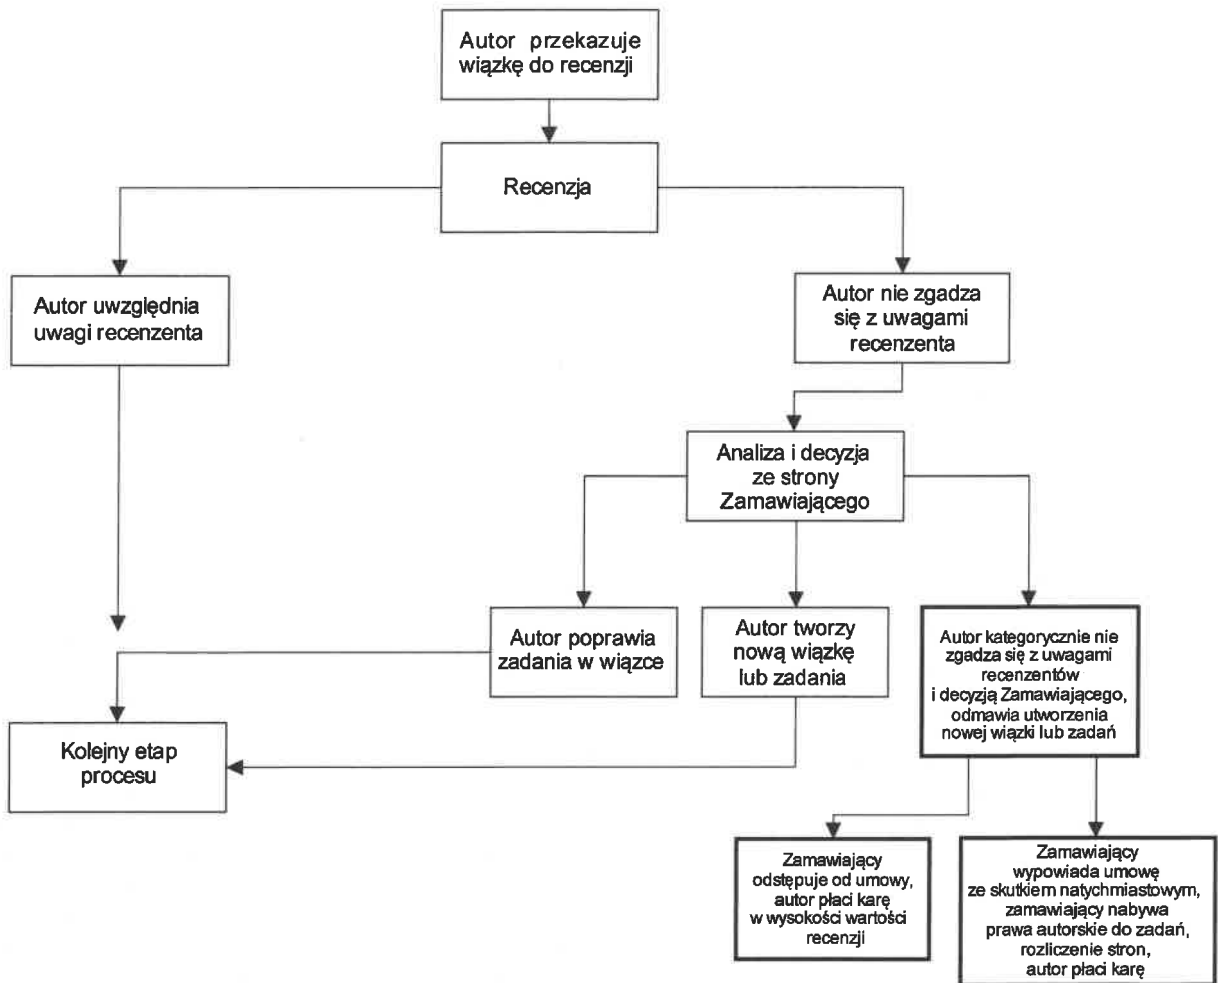 Autor przekazuje
wiązkę do recenzji
Recenzja
Autor uwzględnia
uwagi recenzenta
Autor nie zgadza
się z uwagami
recenzenta
Analiza i decyzja
ze strony
Zamawiającego
Autor poprawia
zadania w wiązce
Autor tworzy
nową wiązkę
lub zadania
Autor kategorycznie nie
zgadza się z uwagami
recenzentów
i decyzją Zamawiającego,
odmawia utworzenia
nowej wiązki lub zadań
Kolejny etap
procesu
Zamawiający
odstępuje od umowy,
autor płaci karę
w wysokości wartości
recenzji
Zamawiający
wypowiada umowę
ze skutkiem natychmiastowym,
zamawiający nabywa
prawa autorskie do zadań,
rozliczenie stron,
autor płaci karę